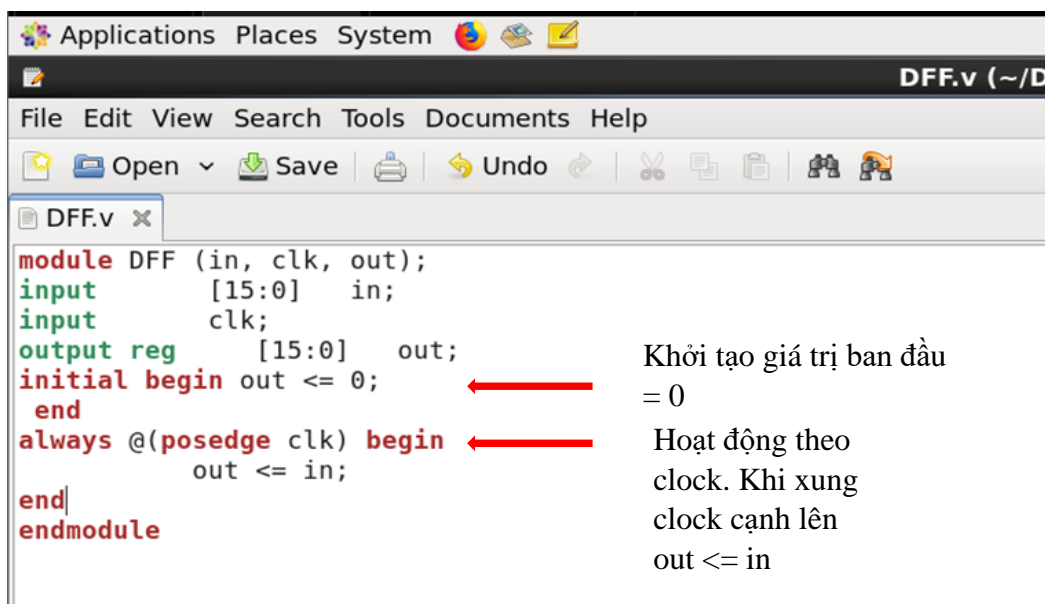 Applications Places System
DFF.v (~/D
File Edit View Search Tools Documents Help
Open Save Undo
DFF.v
module DFF (in, clk, out);
input [15:0] in;
input clk;
output reg [15:0] out;
initial begin out <= 0;
end
always @(posedge clk) begin
out <= in;
end
endmodule
Khởi tạo giá trị ban đầu
= 0
Hoạt động theo
clock. Khi xung
clock cạnh lên
out <= in